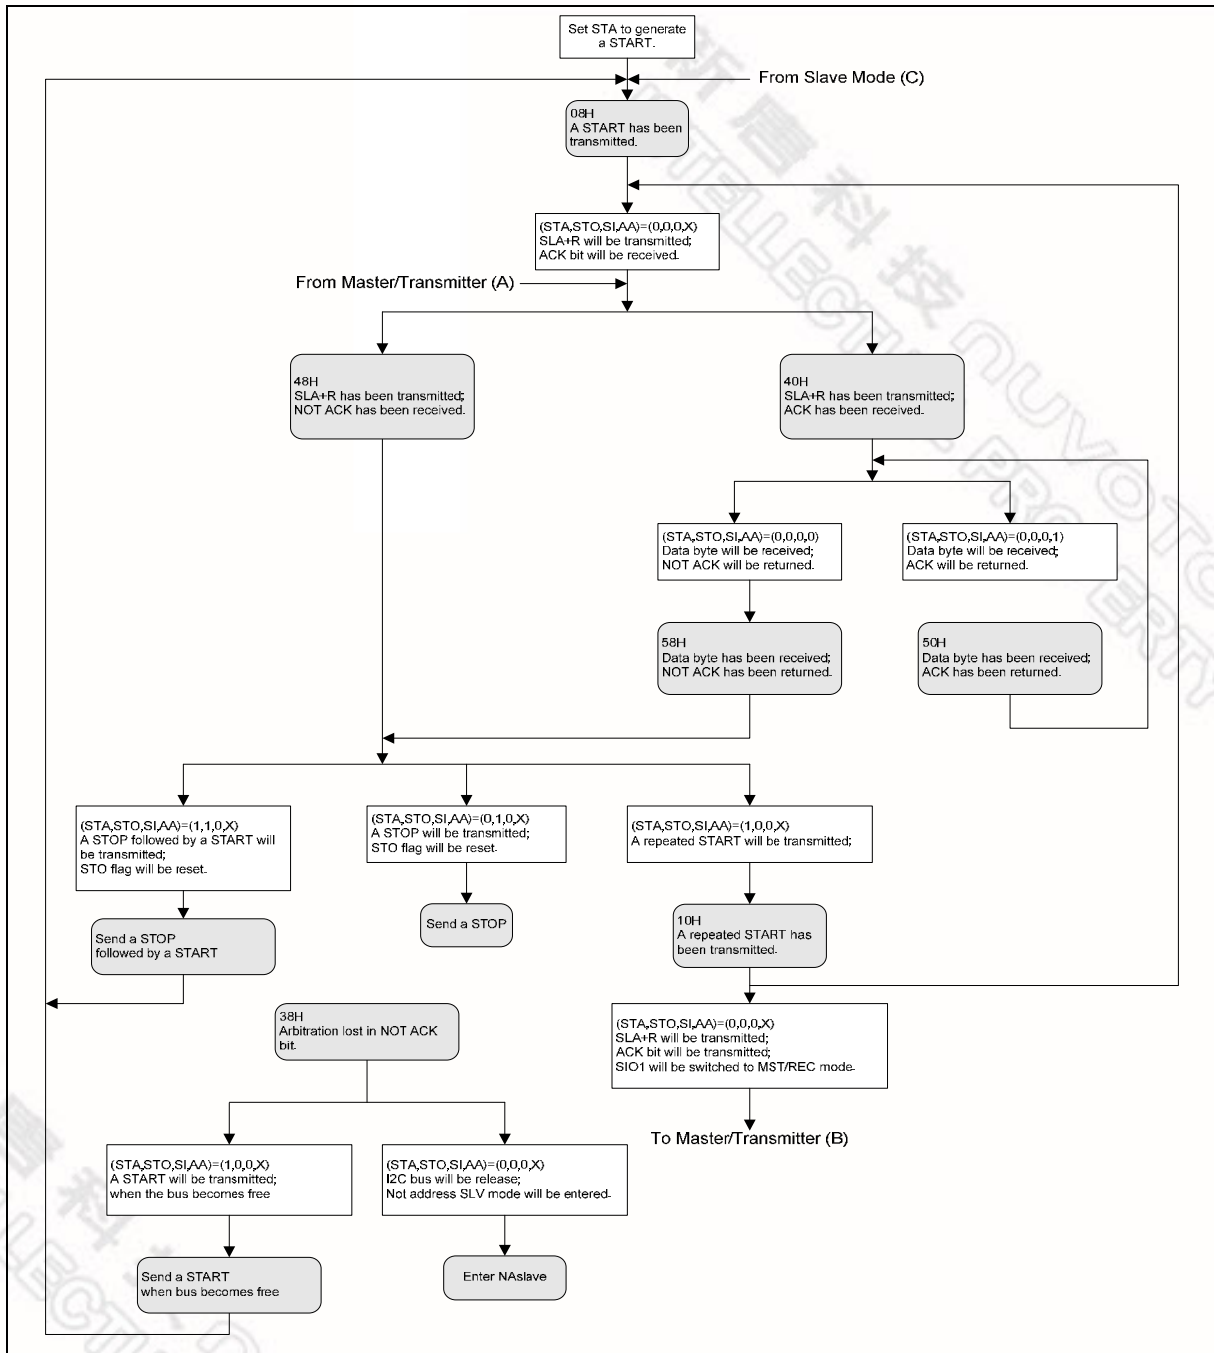 Set STA to generate
a START.
From Slave Mode (C)
08H
A START has been
transmitted.
(STA,STO,SI,AA)=(0,0,0,X)
SLA+R will be transmitted;
ACK bit will be received.
From Master/Transmitter (A)
48H
SLA+R has been transmitted;
NOT ACK has been received.
40H
SLA+R has been transmitted;
ACK has been received.
(STA,STO,SI,AA)=(0,0,0,0)
Data byte will be received;
NOT ACK will be returned.
(STA,STO,SI,AA)=(0,0,0,1)
Data byte will be received;
ACK will be returned.
58H
Data byte has been received;
NOT ACK has been returned.
50H
Data byte has been received;
ACK has been returned.
(STA,STO,SI,AA)=(1,1,0,X)
A STOP followed by a START will
be transmitted;
STO flag will be reset.
(STA,STO,SI,AA)=(0,1,0,X)
A STOP will be transmitted;
STO flag will be reset.
(STA,STO,SI,AA)=(1,0,0,X)
A repeated START will be transmitted;
Send a STOP
followed by a START
Send a STOP
10H
A repeated START has
been transmitted.
38H
Arbitration lost in NOT ACK
bit.
(STA,STO,SI,AA)=(0,0,0,X)
SLA+R will be transmitted;
ACK bit will be transmitted;
SIO1 will be switched to MST/REC mode.
To Master/Transmitter (B)
(STA,STO,SI,AA)=(1,0,0,X)
A START will be transmitted;
when the bus becomes free
(STA,STO,SI,AA)=(0,0,0,X)
I2C bus will be release;
Not address SLV mode will be entered.
Send a START
when bus becomes free
Enter NAslave
新唐科技 nuvoTon
INTELLECTUAL PROPERTY